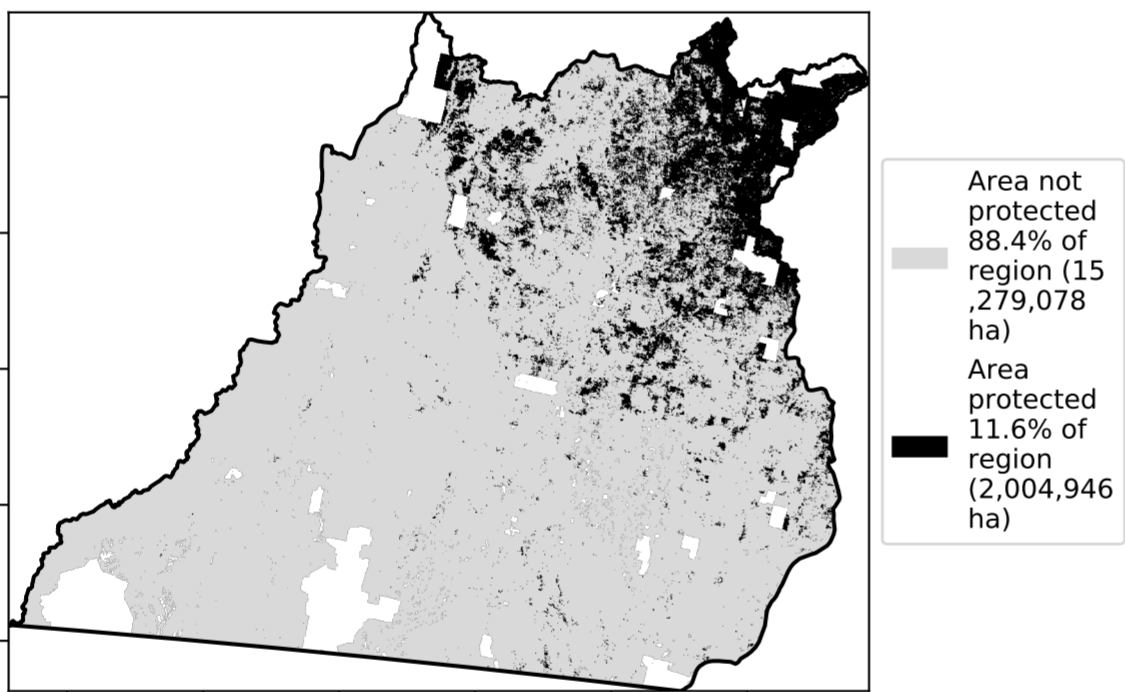 Area not
protected
88.4% of
region (15
,279,078
ha)
Area
protected
11.6% of
region
(2,004,946
ha)